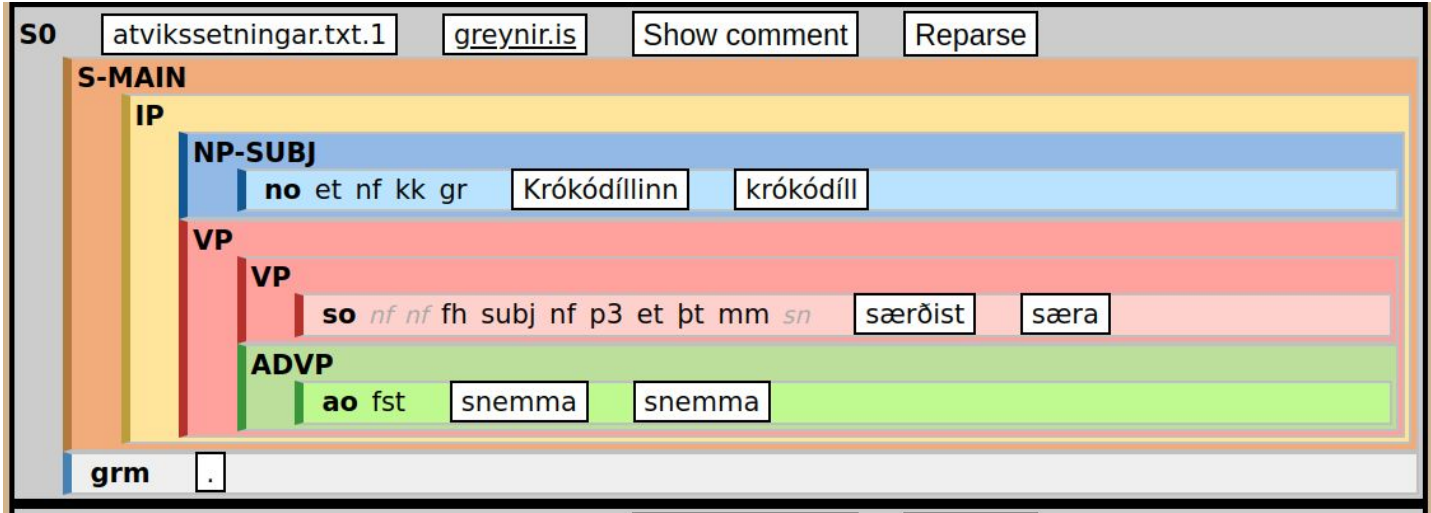 S0 atvikssetningar.txt.1 greynir.is Show comment Reparse
S-MAIN
IP
NP-SUBJ
no et nf kk gr Krókódíllinn krókódíll
VP
VP
so nf nf fh subj nf p3 et þt mm sn særðist særa
ADVP
ao fst snemma snemma
grm .